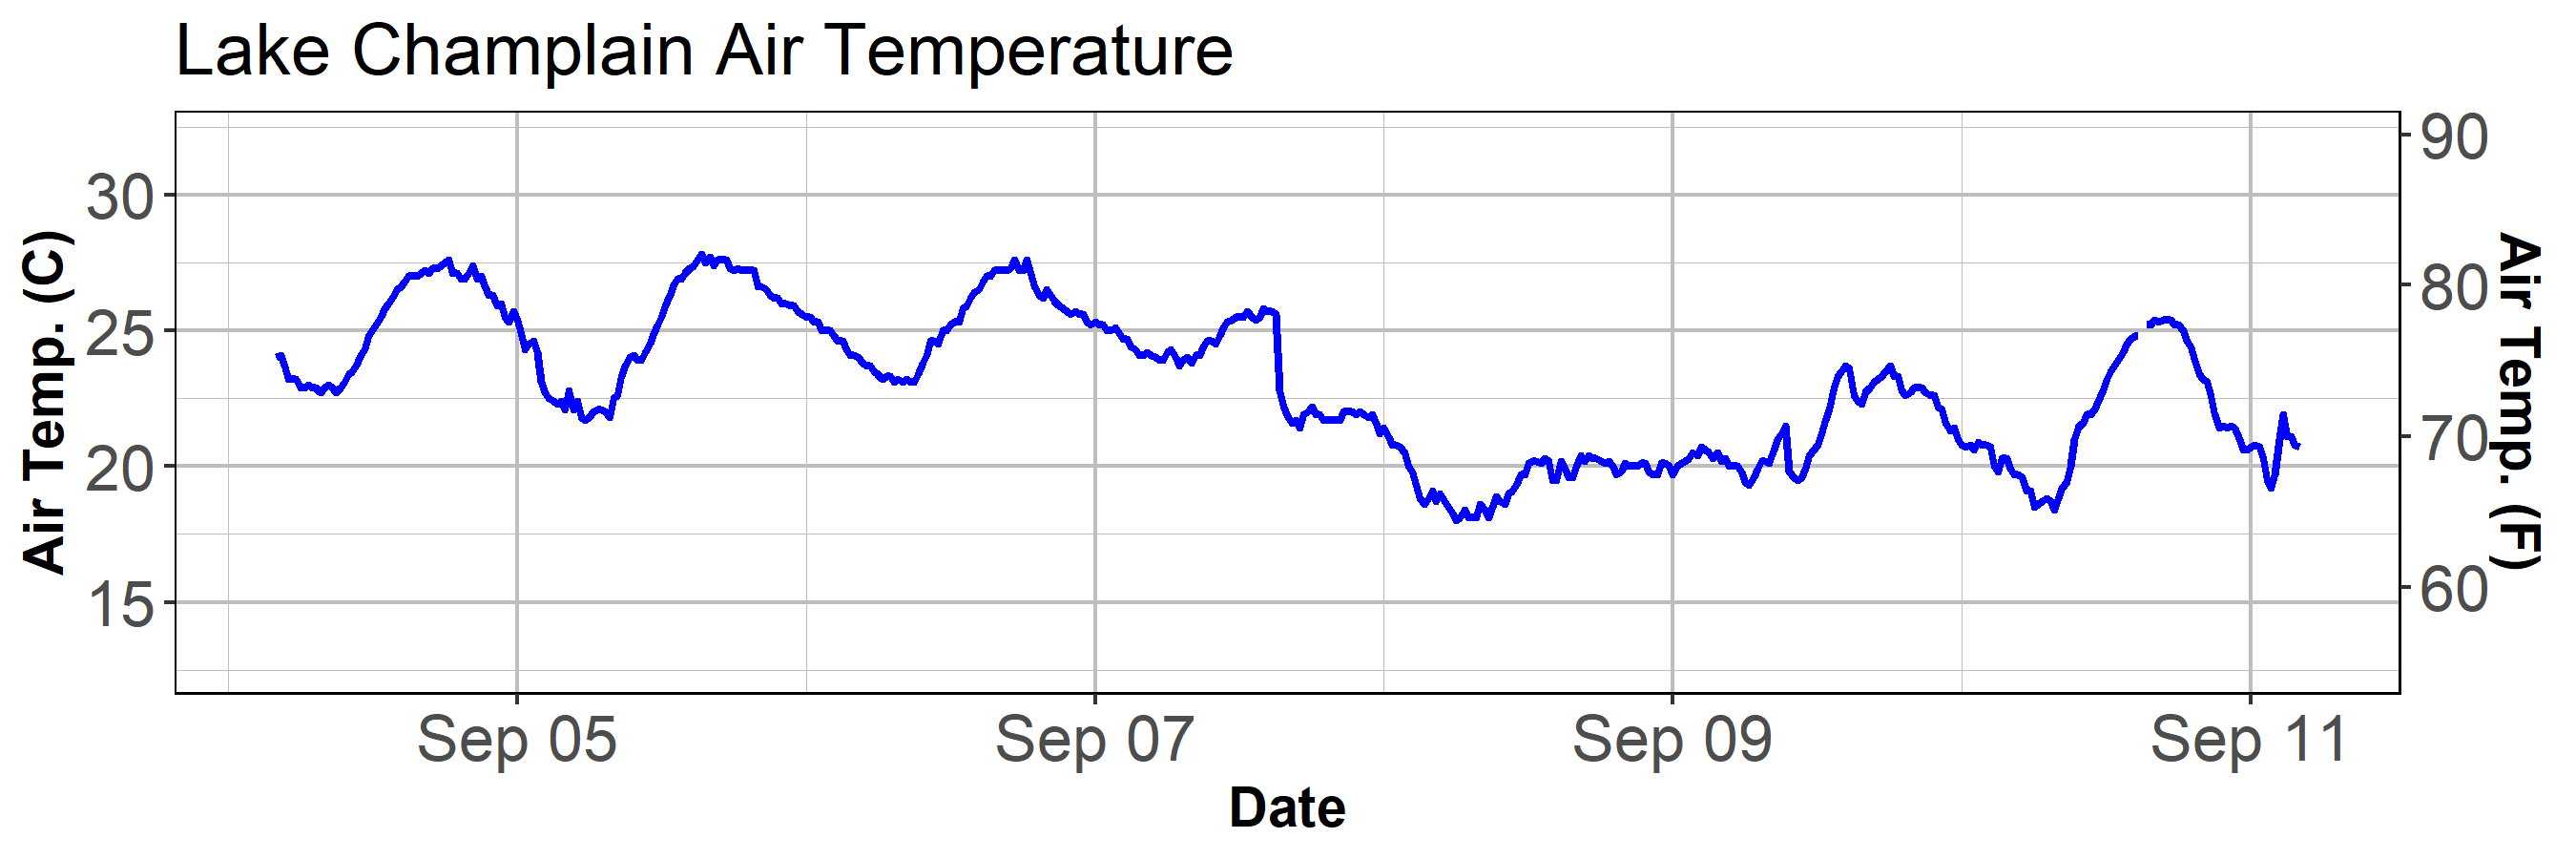 Lake Champlain Air Temperature
Air Temp. (C)
30
25
20
15
90
80
70
60
Air Temp. (F)
Sep 05
Sep 07
Sep 09
Sep 11
Date